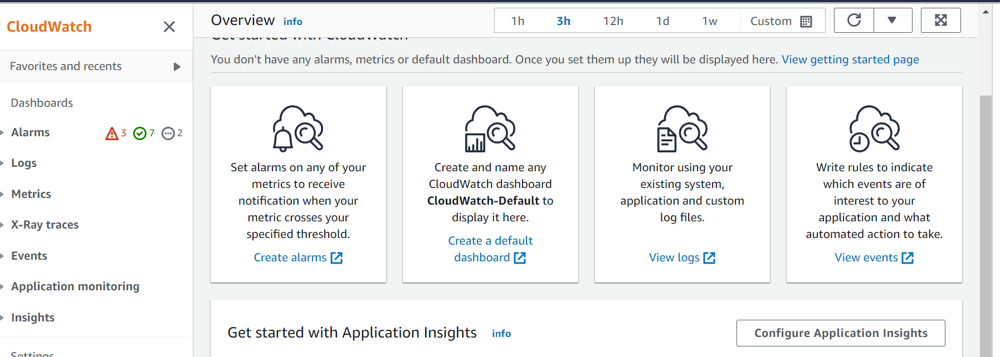 CloudWatch
Favorites and recents
Dashboards
Alarms 3 7 2
Logs
Metrics
X-Ray traces
Events
Application monitoring
Insights
Settings
Overview info 1h 3h 12h 1d 1w Custom
Get started with CloudWatch
You don't have any alarms, metrics or default dashboard. Once you set them up they will be displayed here. View getting started page
Set alarms on any of your
metrics to receive
notification when your
metric crosses your
specified threshold.
Create alarms
Create and name any
CloudWatch dashboard
CloudWatch-Default to
display it here.
Create a default
dashboard
Monitor using your
existing system,
application and custom
log files.
View logs
Write rules to indicate
which events are of
interest to your
application and what
automated action to take.
View events
Get started with Application Insights info
Configure Application Insights